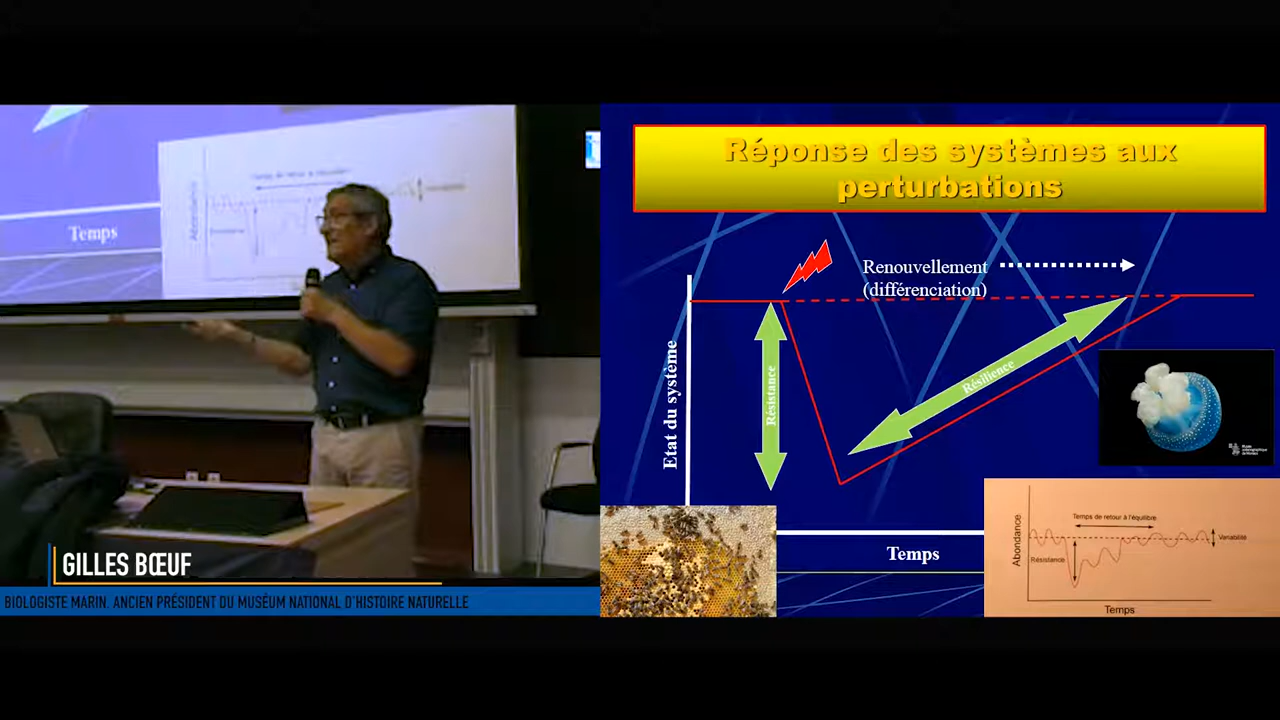 Temps
Abondance
GILLES BŒUF
BIOLOGISTE MARIN. ANCIEN PRÉSIDENT DU MUSÉUM NATIONAL D'HISTOIRE NATURELLE
Réponse des systèmes aux
perturbations
Renouvellement
(différenciation)
Etat du système
Résistance
Résilience
Temps
Temps de retour à l'équilibre
Abondance
Résistance
Variabilité
Temps